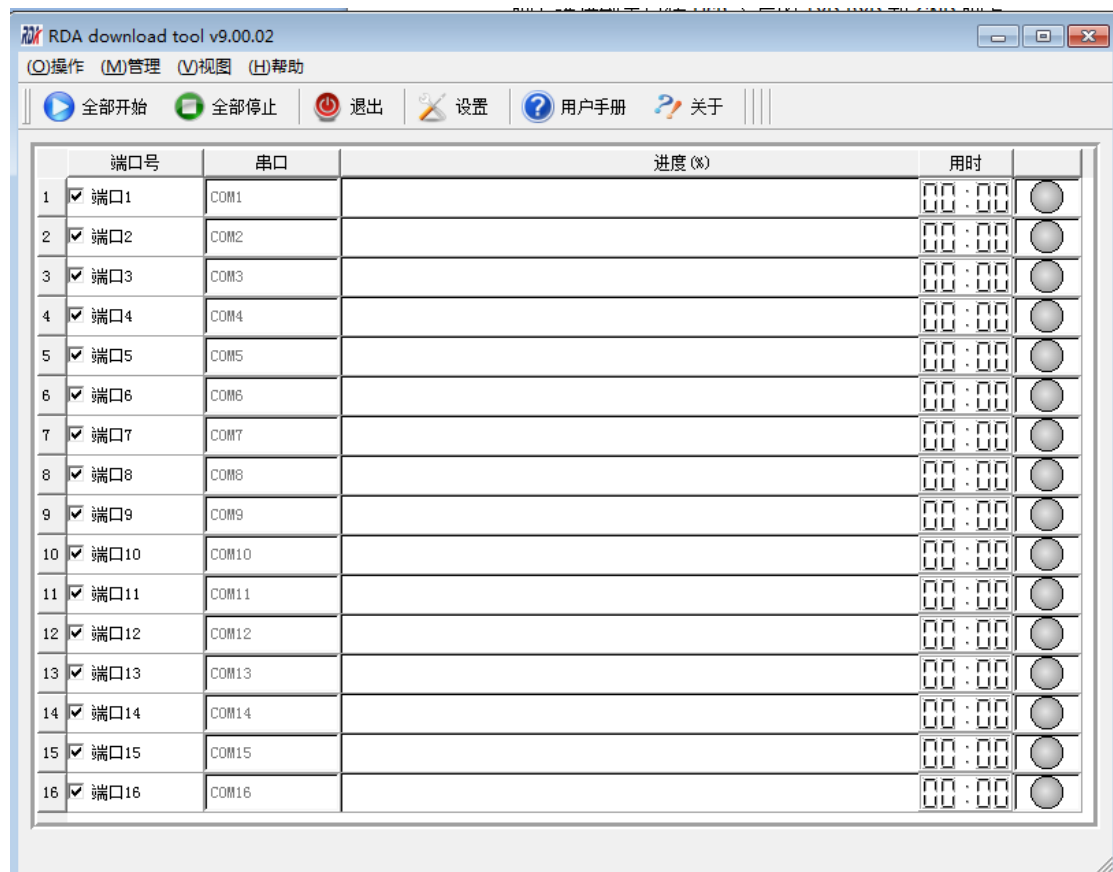 RDA download tool v9.00.02
(O)操作 (M)管理 (V)视图 (H)帮助
全部开始 全部停止 退出 设置 用户手册 关于
端口号 串口 进度(%) 用时
1 端口1 COM1 00:00
2 端口2 COM2 00:00
3 端口3 COM3 00:00
4 端口4 COM4 00:00
5 端口5 COM5 00:00
6 端口6 COM6 00:00
7 端口7 COM7 00:00
8 端口8 COM8 00:00
9 端口9 COM9 00:00
10 端口10 COM10 00:00
11 端口11 COM11 00:00
12 端口12 COM12 00:00
13 端口13 COM13 00:00
14 端口14 COM14 00:00
15 端口15 COM15 00:00
16 端口16 COM16 00:00